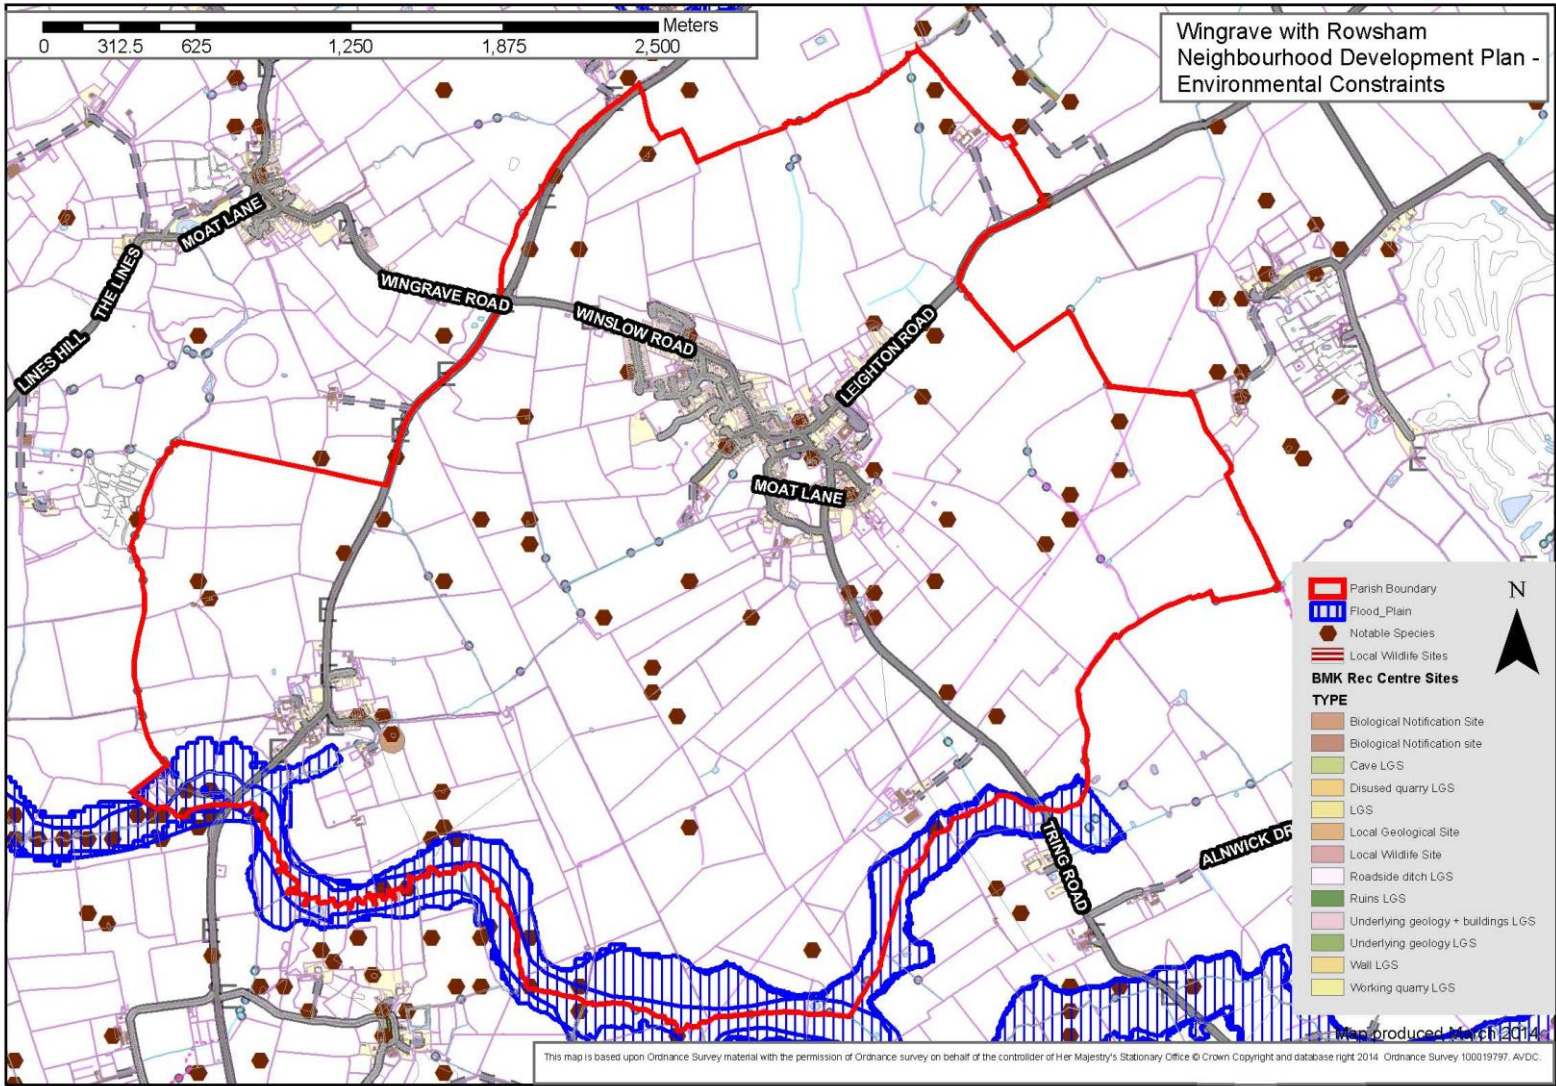 Meters
0 312.5 625 1,250 1,875 2,500
Wingrave with Rowsham
Neighbourhood Development Plan -
Environmental Constraints
MOAT LANE
THE LINES
LINES HILL
WINGRAVE ROAD
WINSLOW ROAD
LEIGHTON ROAD
MOAT LANE
TRING ROAD
ALNWICK DR
N
Parish Boundary
Flood_Plain
Notable Species
Local Wildlife Sites
BMK Rec Centre Sites
TYPE
Biological Notification Site
Biological Notification site
Cave LGS
Disused quarry LGS
LGS
Local Geological Site
Local Wildlife Site
Roadside ditch LGS
Ruins LGS
Underlying geology + buildings LGS
Underlying geology LGS
Wall LGS
Working quarry LGS
Map produced March 2014
This map is based upon Ordnance Survey material with the permission of Ordnance survey on behalf of the controllder of Her Majesty's Stationary Office © Crown Copyright and database right 2014 Ordnance Survey 100019797. AVDC.